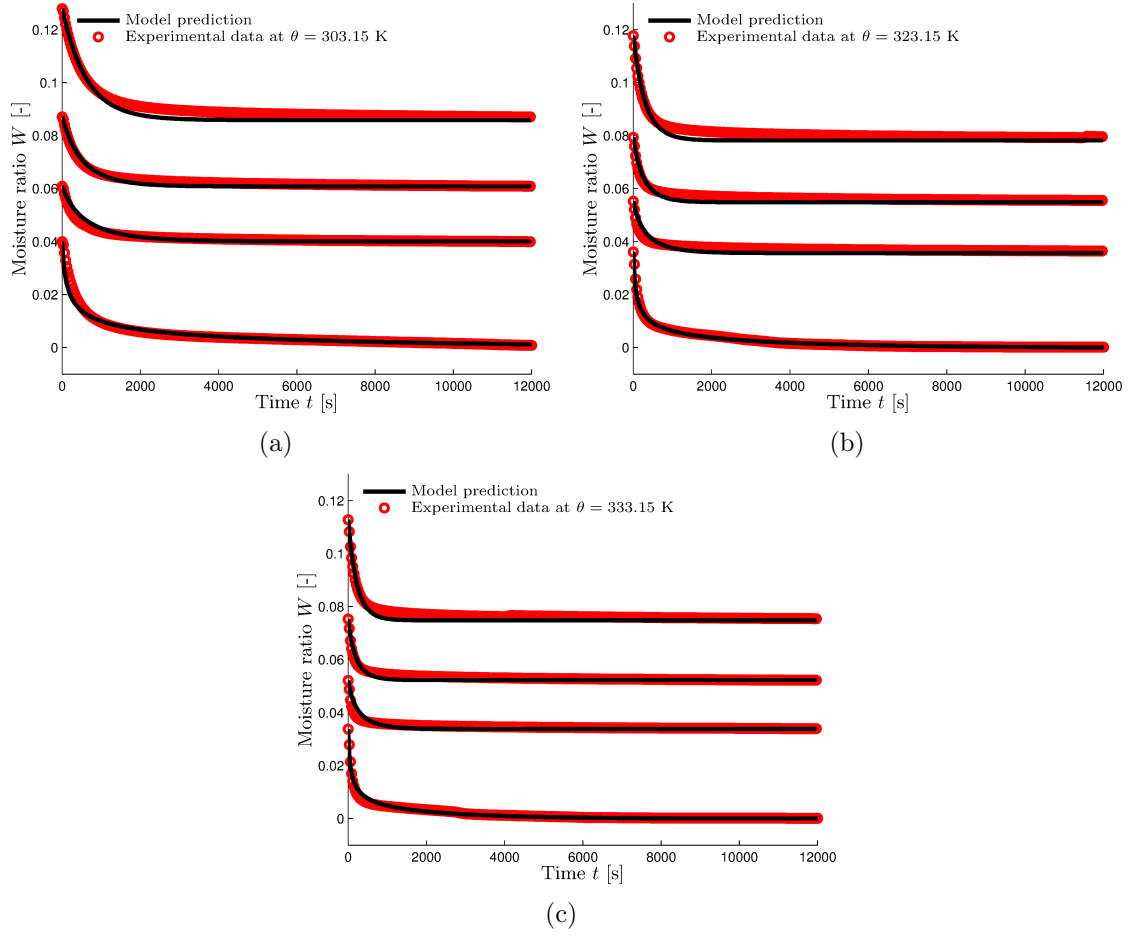 0.12
0.1
0.08
0.06
0.04
0.02
0
Moisture ratio W [-]
Model prediction
Experimental data at θ = 303.15 K
0 2000 4000 6000 8000 10000 12000
Time t [s]
(a)
0.12
0.1
0.08
0.06
0.04
0.02
0
Moisture ratio W [-]
Model prediction
Experimental data at θ = 323.15 K
0 2000 4000 6000 8000 10000 12000
Time t [s]
(b)
0.12
0.1
0.08
0.06
0.04
0.02
0
Moisture ratio W [-]
Model prediction
Experimental data at θ = 333.15 K
0 2000 4000 6000 8000 10000 12000
Time t [s]
(c)